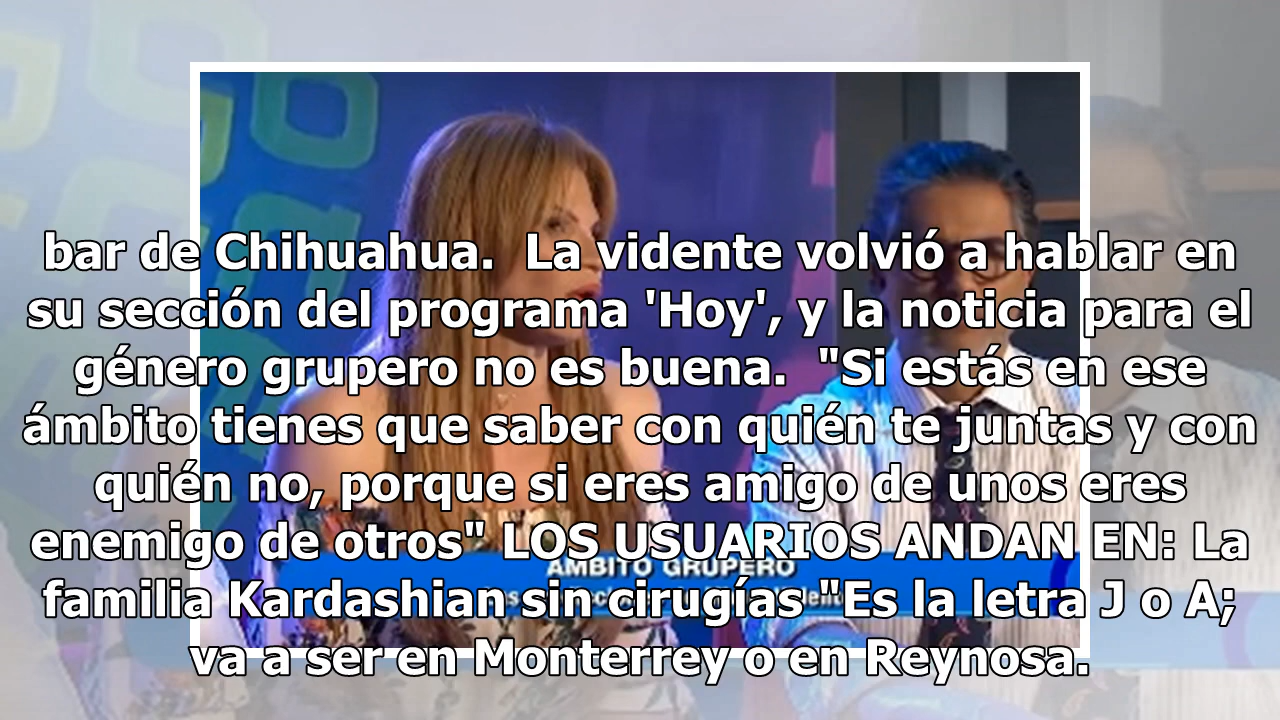 bar de Chihuahua.  La vidente volvió a hablar en
su sección del programa 'Hoy', y la noticia para el
género grupero no es buena.  "Si estás en ese
ámbito tienes que saber con quién te juntas y con
quién no, porque si eres amigo de unos eres
enemigo de otros" LOS USUARIOS ANDAN EN: La
AMBITO GRUPERO
familia Kardashian sin cirugías "Es la letra J o A;
va a ser en Monterrey o en Reynosa.